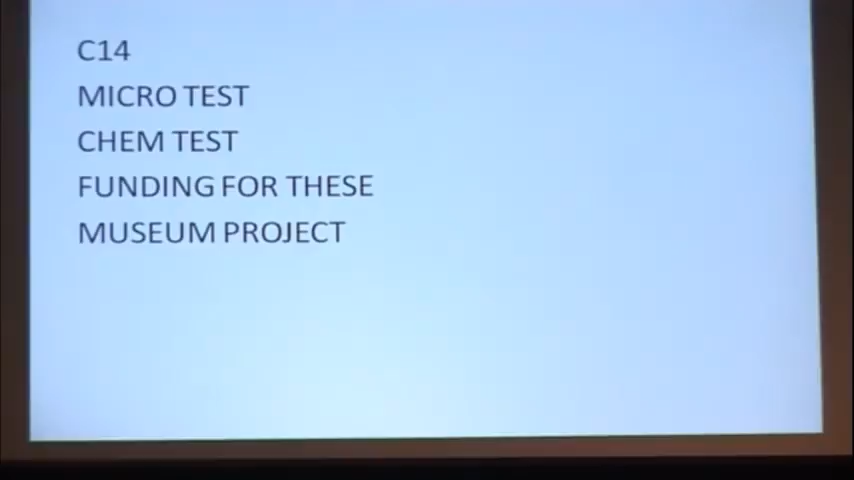 C14
MICRO TEST
CHEM TEST
FUNDING FOR THESE
MUSEUM PROJECT